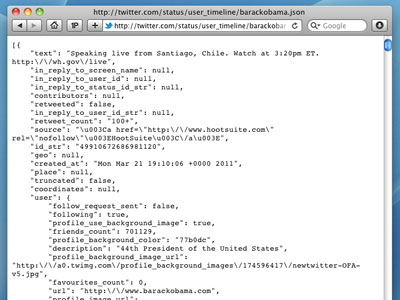 http://twitter.com/status/user_timeline/barackobama.json
1P
http://twitter.com/status/user_timeline/barackobama
[{
"text": "Speaking live from Santiago, Chile. Watch at 3:20pm ET.
http:\/\/wh.gov\/live",
"in_reply_to_screen_name": null,
"in_reply_to_user_id": null,
"in_reply_to_status_id_str": null,
"contributors": null,
"retweeted": false,
"in_reply_to_user_id_str": null,
"retweet_count": "100+",
"source": "\u003Ca href=\"http:\/\/www.hootsuite.com\"
rel=\"nofollow\"\u003EHootSuite\u003C\/a\u003E",
"id_str": "49910672686981120",
"geo": null,
"created_at": "Mon Mar 21 19:10:06 +0000 2011",
"place": null,
"truncated": false,
"coordinates": null,
"user": {
"follow_request_sent": false,
"following": true,
"profile_use_background_image": true,
"friends_count": 701129,
"profile_background_color": "77b0dc",
"description": "44th President of the United States",
"profile_background_image_url":
"http:\/\/a0.twimg.com\/profile_background_images\/174596417\/newtwitter-OFA-
v5.jpg",
"favourites_count": 0,
"url": "http:\/\/www.barackobama.com",
"profile_image_url":